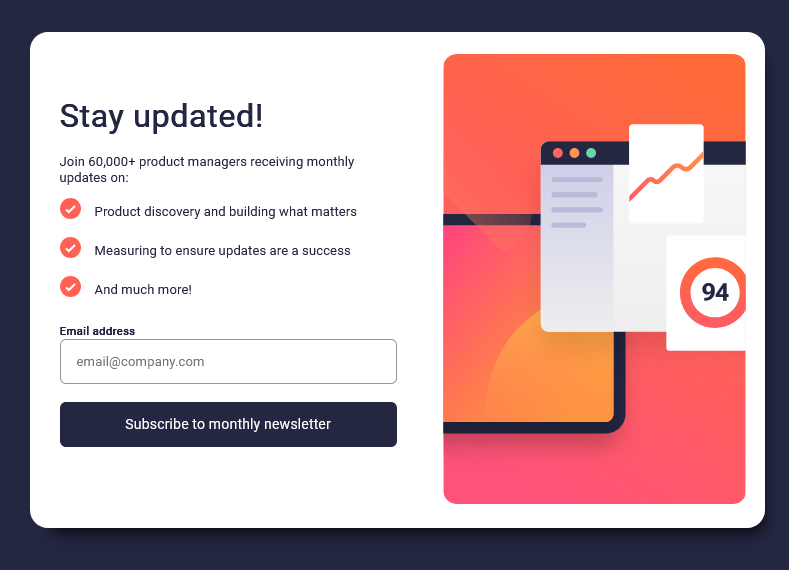 Stay updated!
Join 60,000+ product managers receiving monthly
updates on:
Product discovery and building what matters
Measuring to ensure updates are a success
And much more!
Email address
email@company.com
Subscribe to monthly newsletter
94